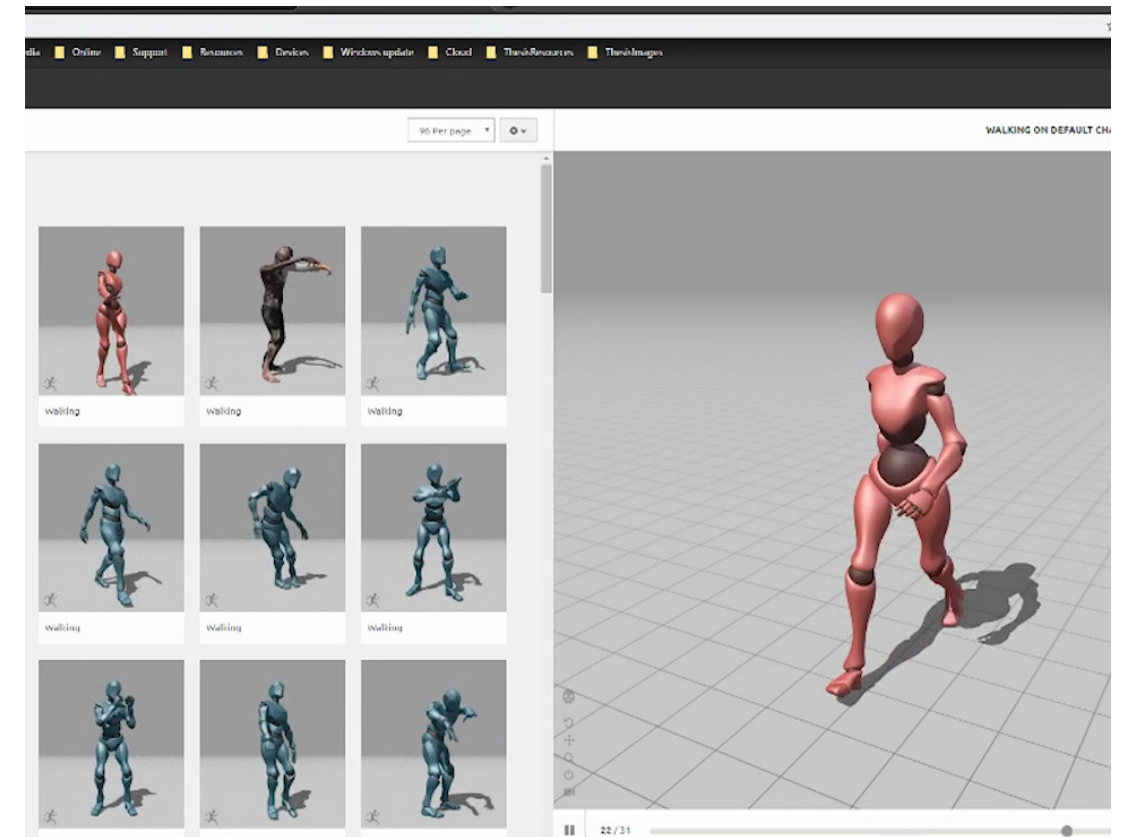 dia Online Support Resources Devices Windows update Cloud ThesisResources ThesisImages
96 Per page
WALKING ON DEFAULT CHA
Walking Walking Walking
Walking Walking Walking
22 / 31